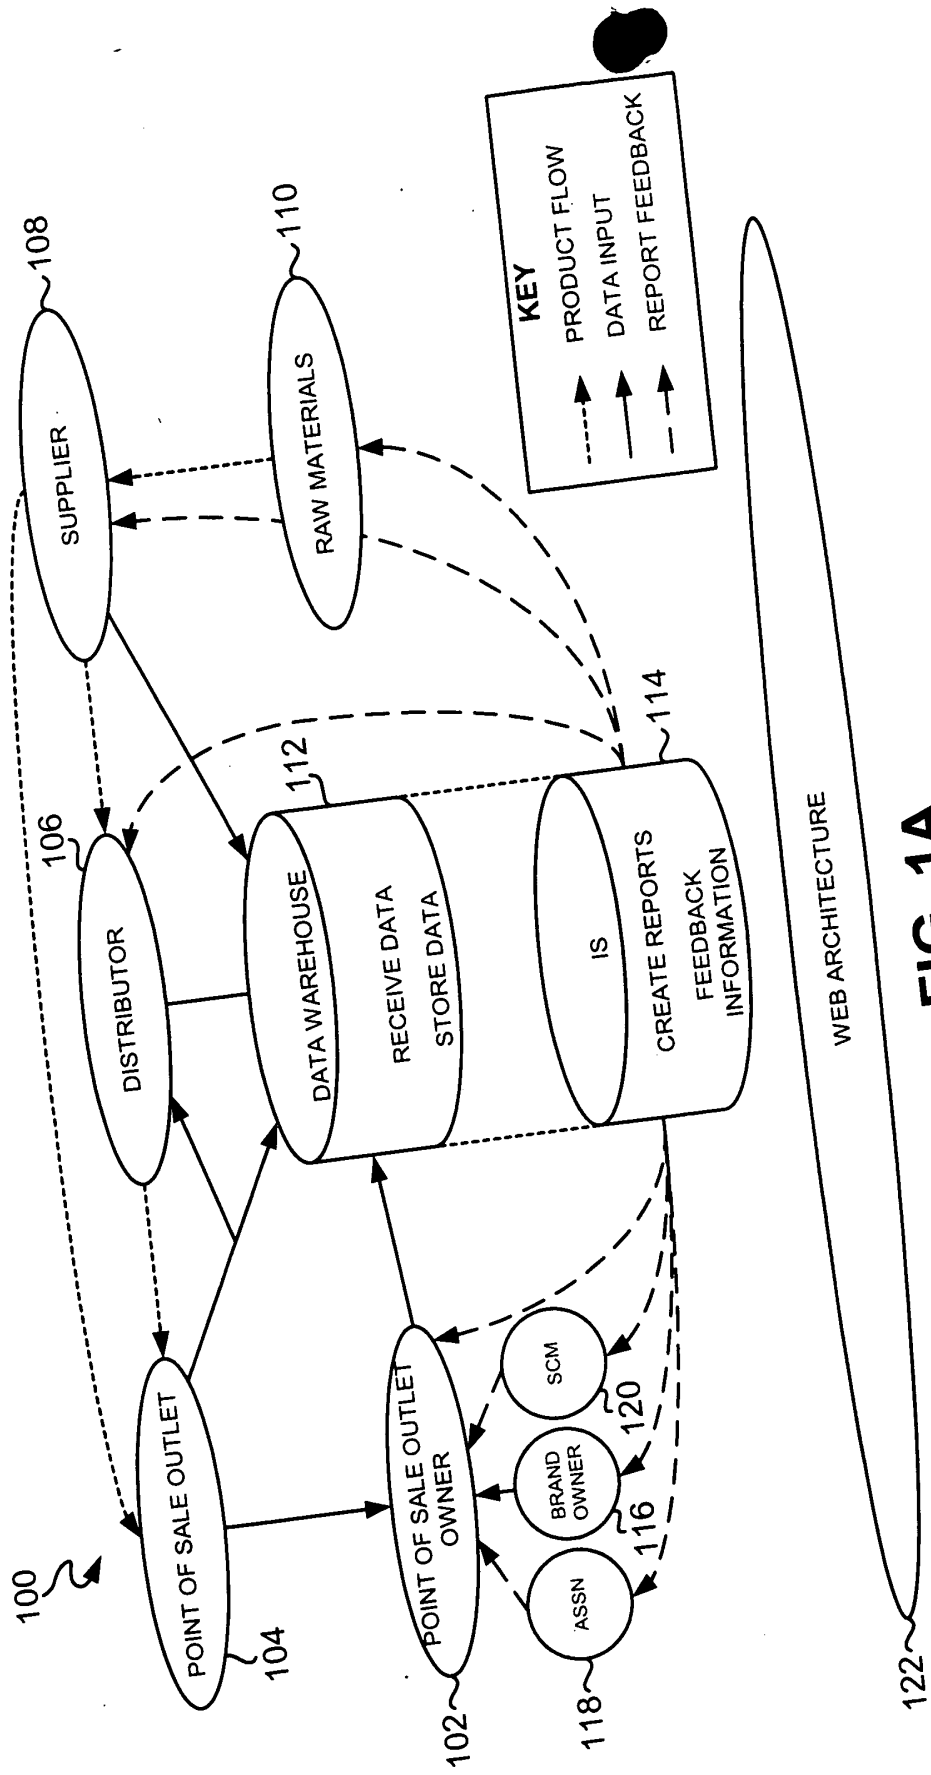 100
108
SUPPLIER
110
RAW MATERIALS
106
DISTRIBUTOR
POINT OF SALE OUTLET
104
112
DATA WAREHOUSE
RECEIVE DATA
STORE DATA
POINT OF SALE OUTLET
OWNER
102
SCM
120
BRAND
OWNER
116
ASSN
118
IS
CREATE REPORTS
FEEDBACK
INFORMATION
114
KEY
PRODUCT FLOW
DATA INPUT
REPORT FEEDBACK
WEB ARCHITECTURE
122
FIG. 1A